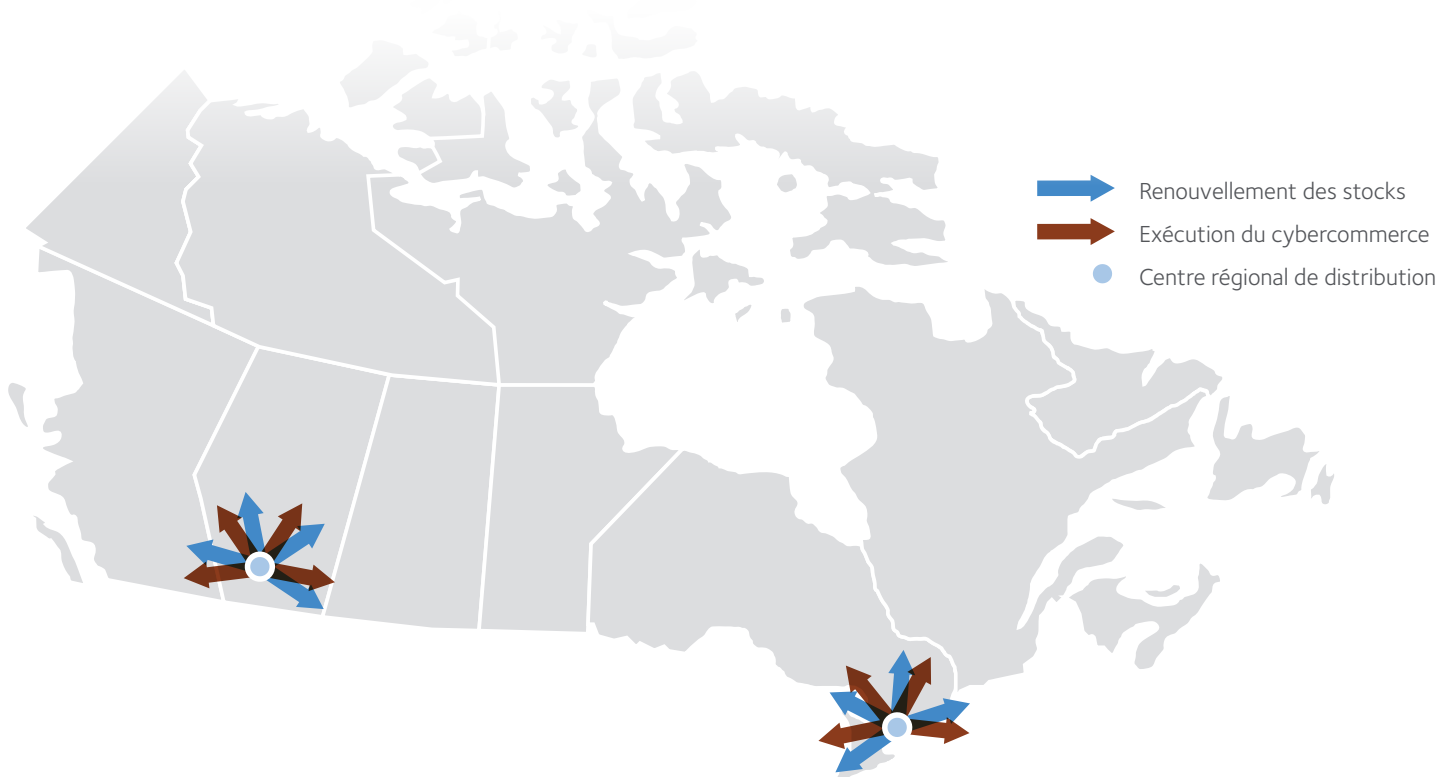 Renouvellement des stocks
Exécution du cybercommerce
Centre régional de distribution